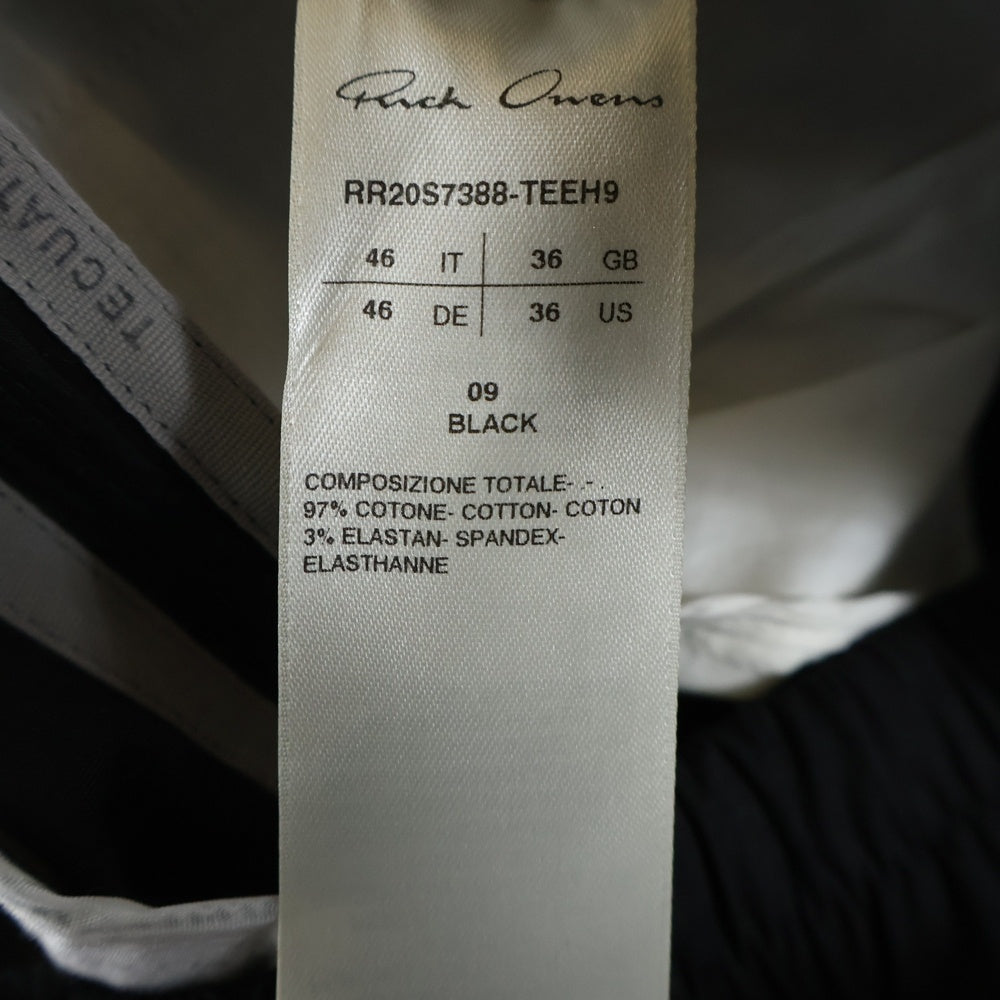 Rick Owens
RR20S7388-TEEH9
46 IT 36 GB
46 DE 36 US
09
BLACK
COMPOSIZIONE TOTALE- .- .
97% COTONE- COTTON- COTON
3% ELASTAN- SPANDEX-
ELASTHANNE
TECUAT